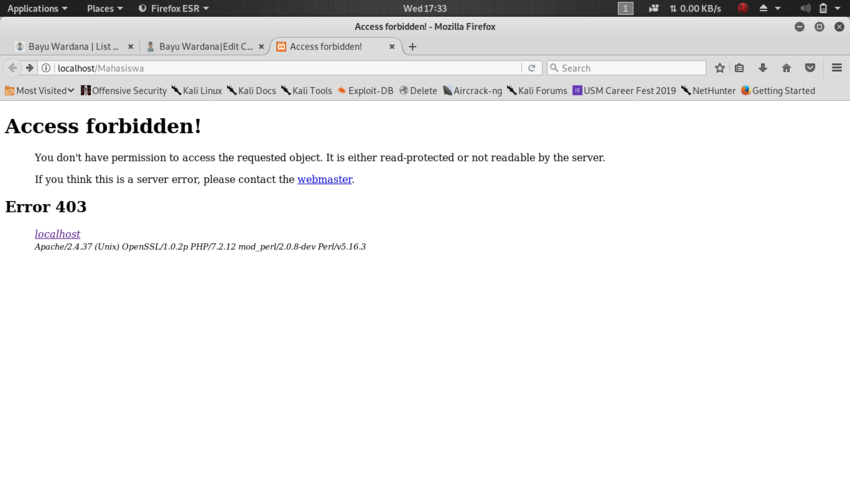 Applications Places Firefox ESR Wed 17:33 1 0.00 KB/s
Access forbidden! - Mozilla Firefox
Bayu Wardana | List ... Bayu Wardana|Edit C... Access forbidden!
localhost/Mahasiswa Search
Most Visited Offensive Security Kali Linux Kali Docs Kali Tools Exploit-DB Delete Aircrack-ng Kali Forums USM Career Fest 2019 NetHunter Getting Started
Access forbidden!
You don't have permission to access the requested object. It is either read-protected or not readable by the server.
If you think this is a server error, please contact the webmaster.
Error 403
localhost
Apache/2.4.37 (Unix) OpenSSL/1.0.2p PHP/7.2.12 mod_perl/2.0.8-dev Perl/v5.16.3